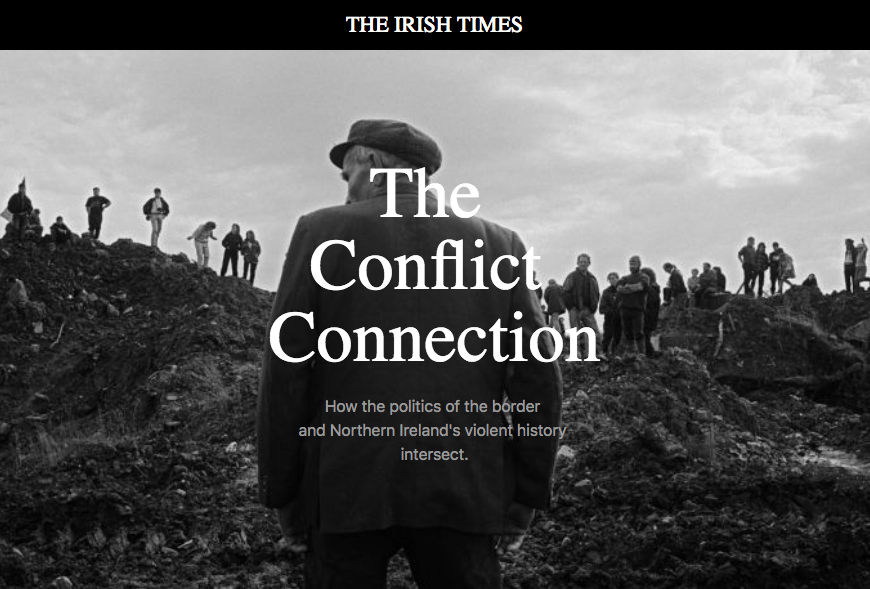 THE IRISH TIMES
The
Conflict
Connection
How the politics of the border
and Northern Ireland's violent history
intersect.